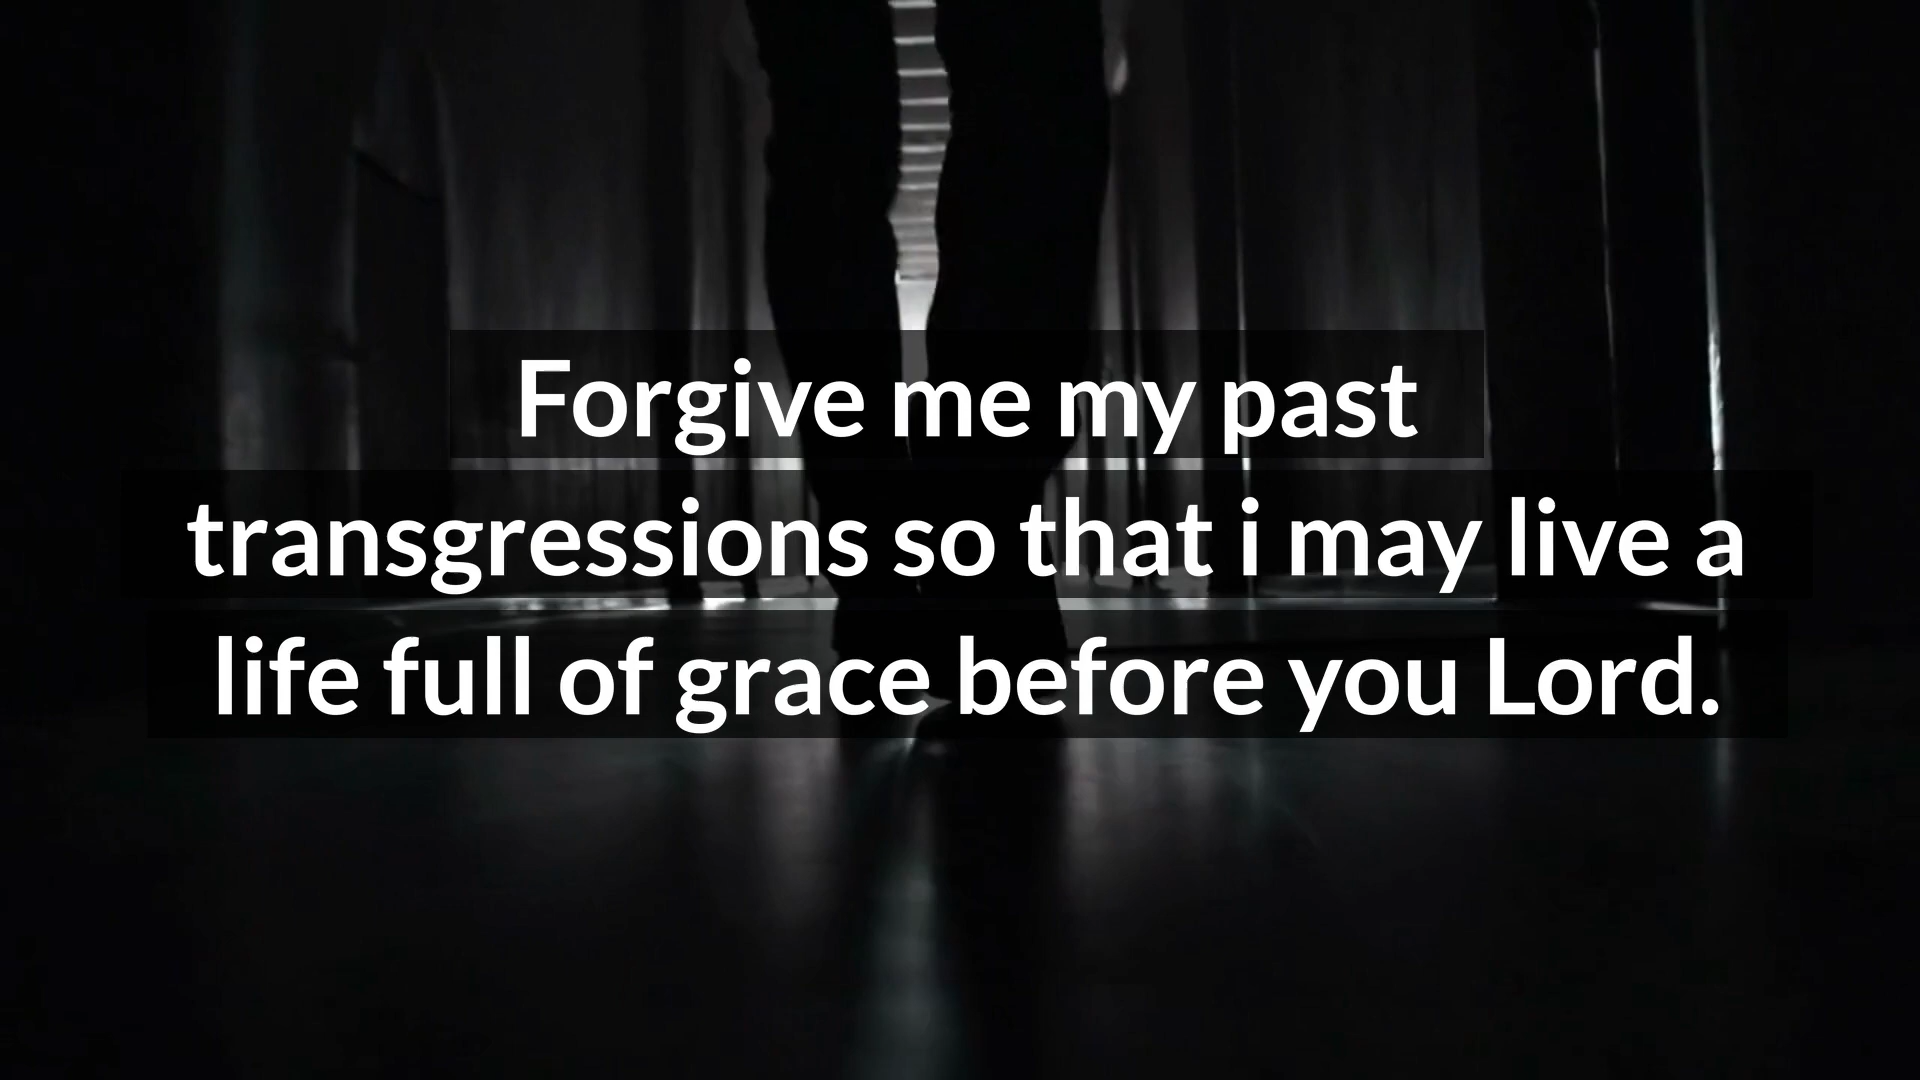 Forgive me my past
transgressions so that i may live a
life full of grace before you Lord.